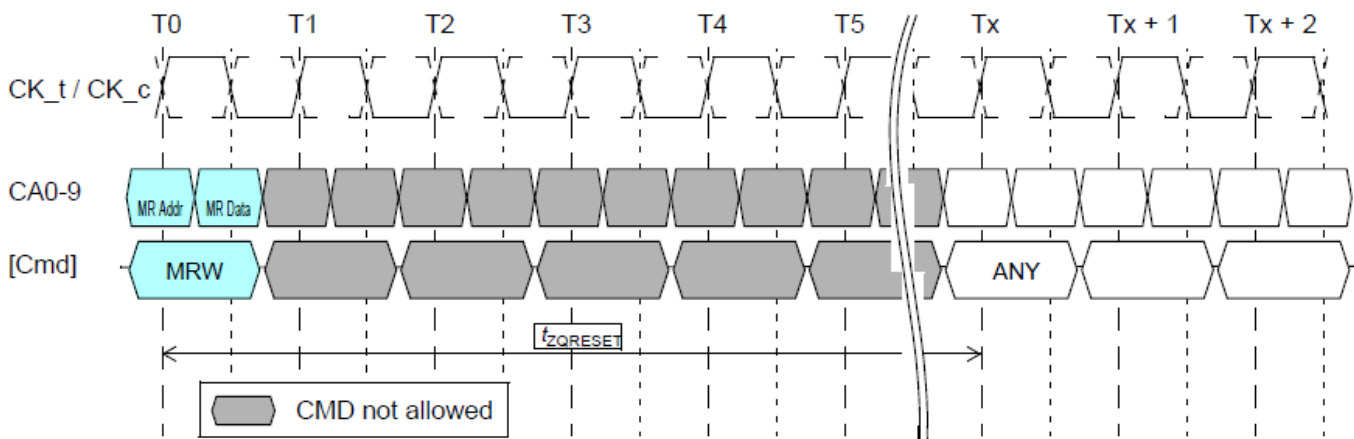 T0 T1 T2 T3 T4 T5 Tx Tx + 1 Tx + 2
CK_t / CK_c
CA0-9 MR Addr MR Data
[Cmd] MRW ANY
tZQRESET
CMD not allowed